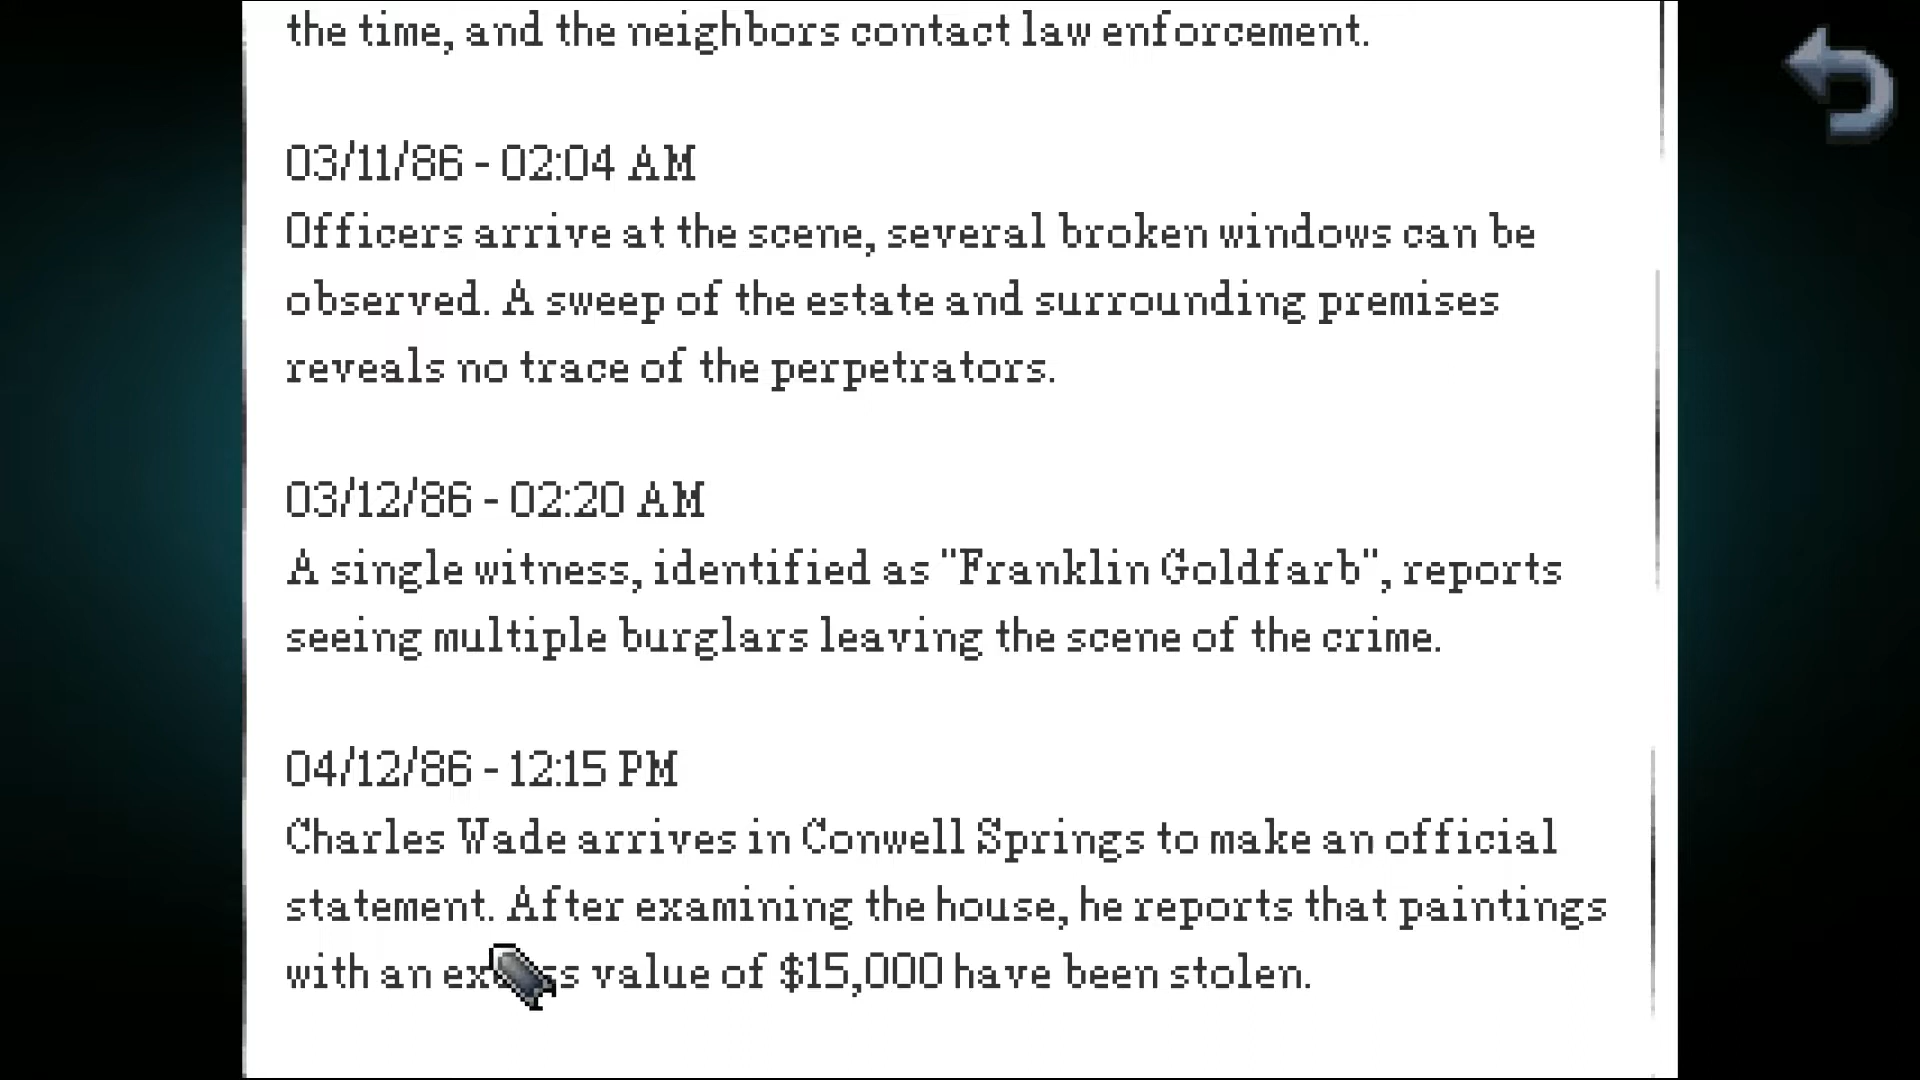 the time, and the neighbors contact law enforcement.
03/11/86 - 02:04 AM
Officers arrive at the scene, several broken windows can be
observed. A sweep of the estate and surrounding premises
reveals no trace of the perpetrators.
03/12/86 - 02:20 AM
A single witness, identified as "Franklin Goldfarb", reports
seeing multiple burglars leaving the scene of the crime.
04/12/86 - 12:15 PM
Charles Wade arrives in Conwell Springs to make an official
statement. After examining the house, he reports that paintings
with an value of $15,000 have been stolen.